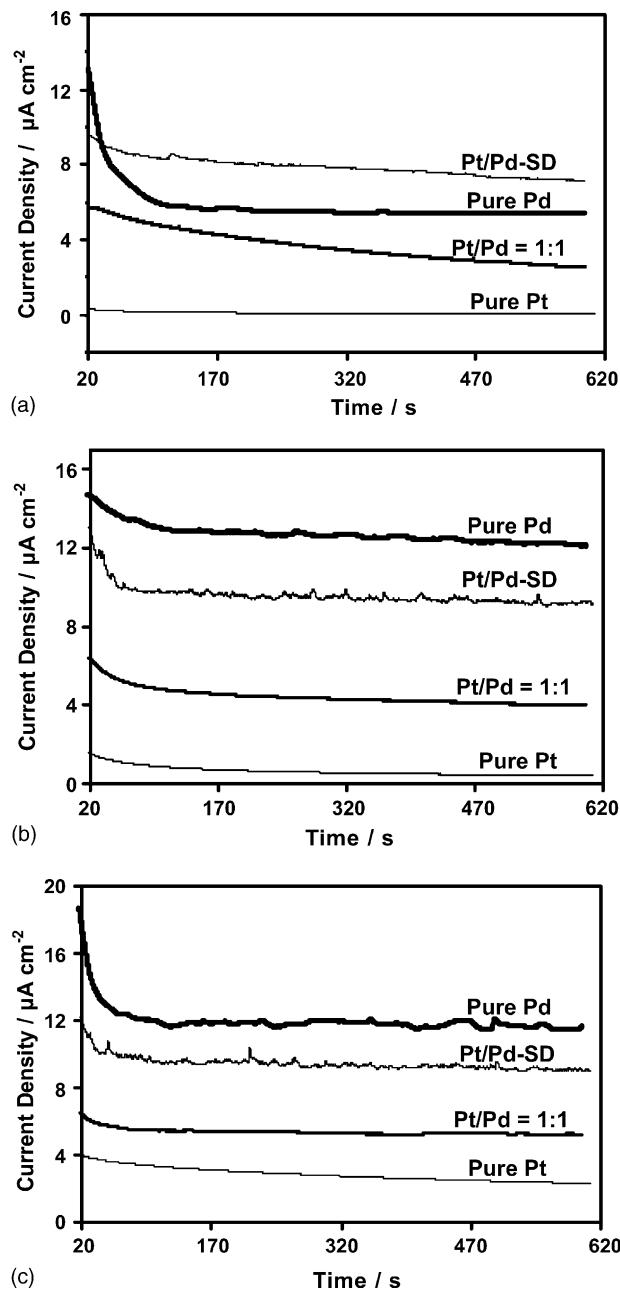 16
12
8
4
0
Current Density / µA cm-2
Pt/Pd-SD
Pure Pd
Pt/Pd = 1:1
Pure Pt
20 170 320 470 620
Time / s
(a)
16
12
8
4
0
Current Density / µA cm-2
Pure Pd
Pt/Pd-SD
Pt/Pd = 1:1
Pure Pt
20 170 320 470 620
Time / s
(b)
20
16
12
8
4
0
Current Density / µA cm-2
Pure Pd
Pt/Pd-SD
Pt/Pd = 1:1
Pure Pt
20 170 320 470 620
Time / s
(c)